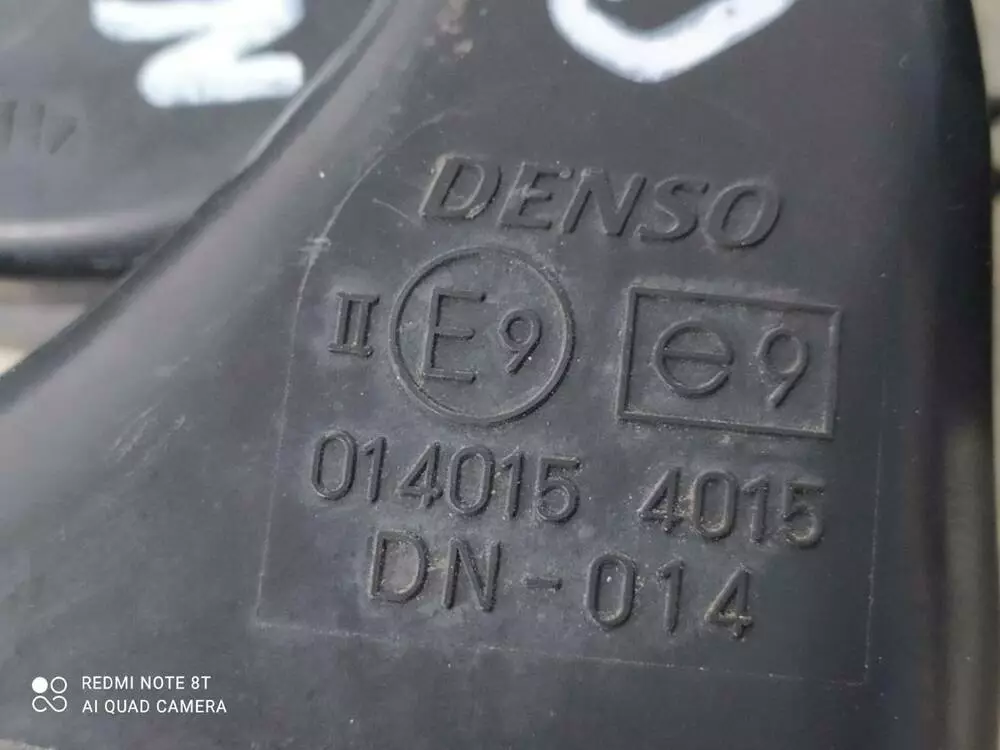 N
DENSO
II E9 e9
014015 4015
DN-014
REDMI NOTE 8T
AI QUAD CAMERA